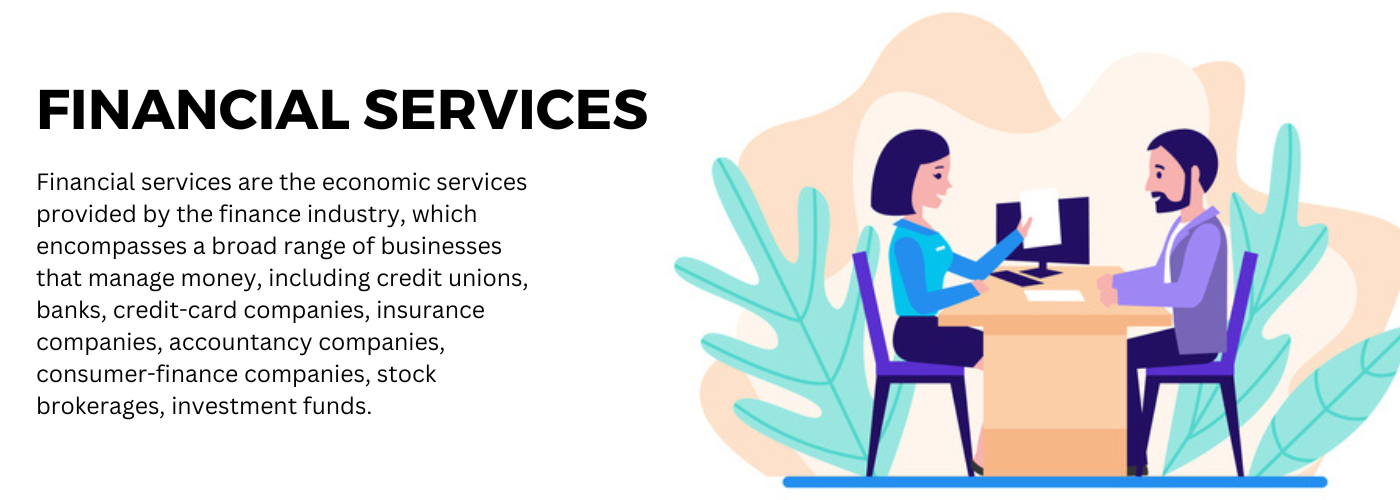 FINANCIAL SERVICES
Financial services are the economic services
provided by the finance industry, which
encompasses a broad range of businesses
that manage money, including credit unions,
banks, credit-card companies, insurance
companies, accountancy companies,
consumer-finance companies, stock
brokerages, investment funds.